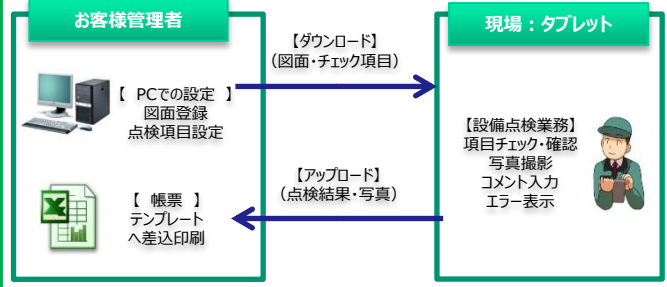 お客様管理者
【 PCでの設定 】
図面登録
点検項目設定
【 帳票 】
テンプレート
へ差込印刷
【ダウンロード】
（図面・チェック項目）
【アップロード】
（点検結果・写真）
現場：タブレット
【設備点検業務】
項目チェック・確認
写真撮影
コメント入力
エラー表示